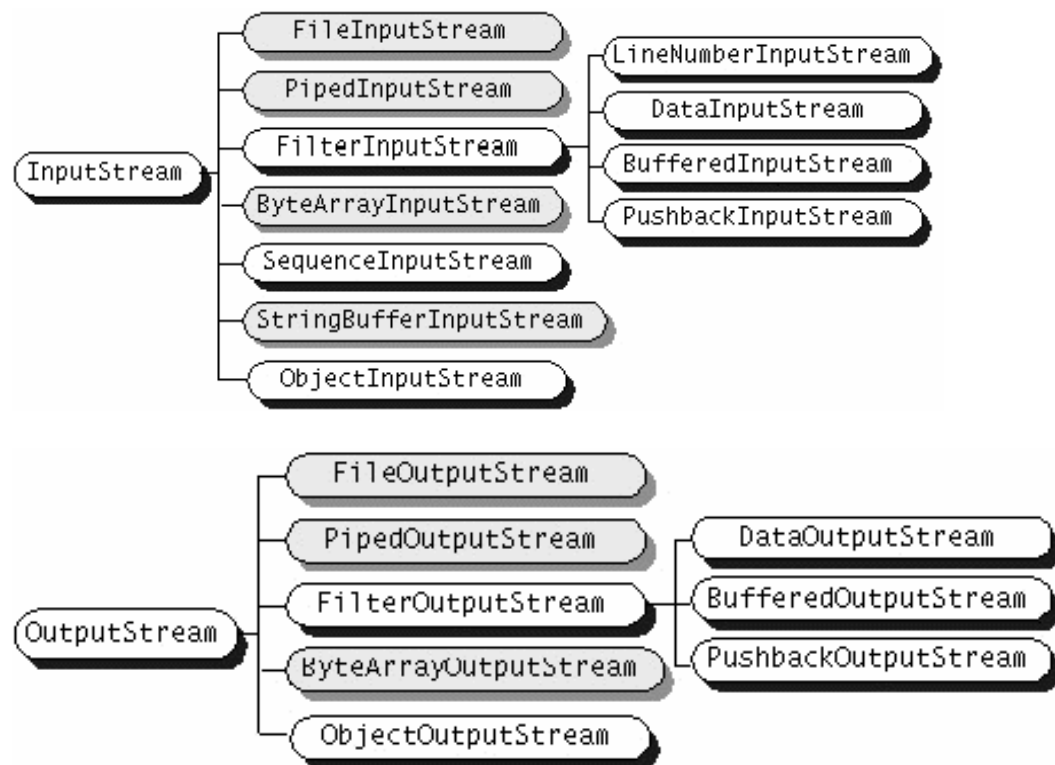 FileInputStream
PipedInputStream
FilterInputStream
InputStream
ByteArrayInputStream
SequenceInputStream
StringBufferInputStream
ObjectInputStream
LineNumberInputStream
DataInputStream
BufferedInputStream
PushbackInputStream
FileOutputStream
PipedOutputStream
FilterOutputStream
OutputStream
ByteArrayOutputStream
ObjectOutputStream
DataOutputStream
BufferedOutputStream
PushbackOutputStream